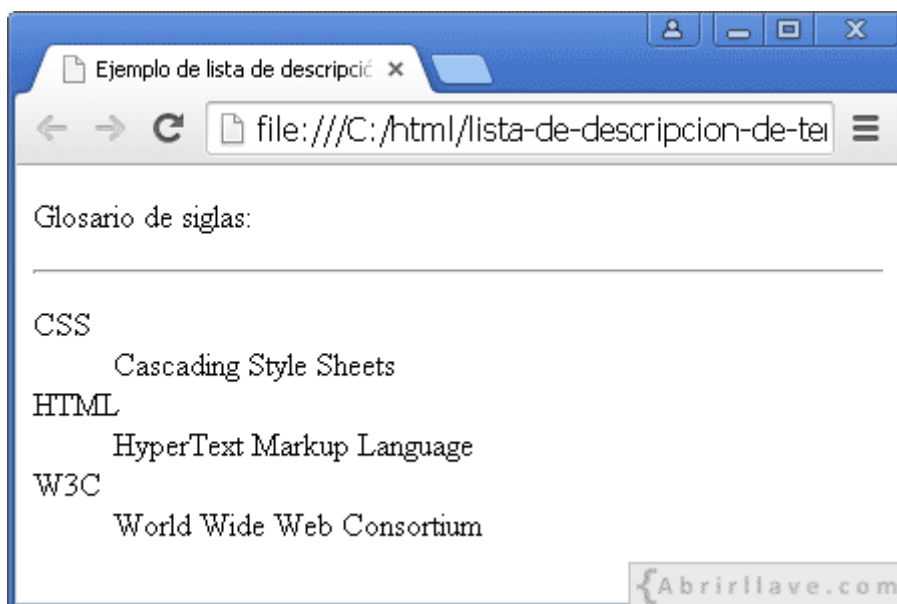 Ejemplo de lista de descripció
file:///C:/html/lista-de-descripcion-de-ter
Glosario de siglas:
CSS
Cascading Style Sheets
HTML
HyperText Markup Language
W3C
World Wide Web Consortium
{Abrirllave.com